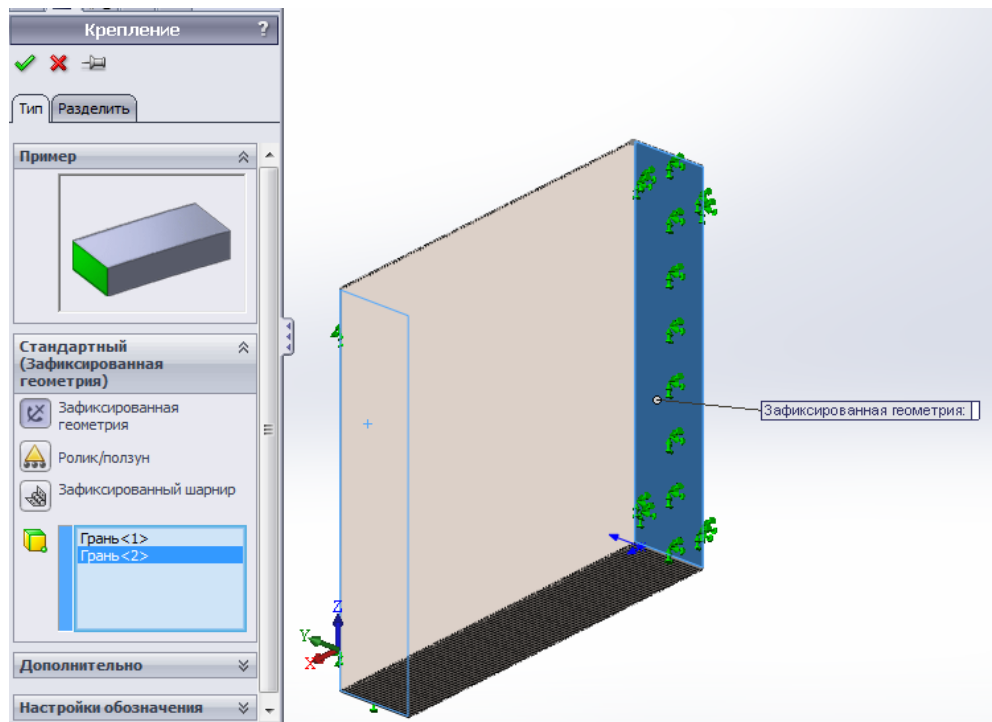 Крепление ?
Тип
Разделить
Пример
Стандартный
(Зафиксированная
геометрия)
Зафиксированная
геометрия
Ролик/ползун
Зафиксированный шарнир
Грань<1>
Грань<2>
Дополнительно
Настройки обозначения
Зафиксированная геометрия:
Z
Y
X